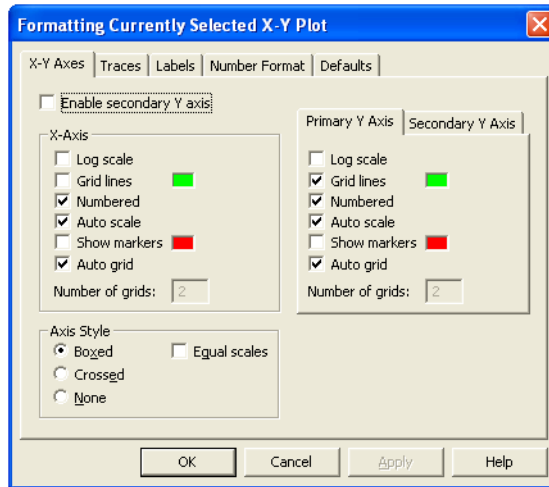 Formatting Currently Selected X-Y Plot
X-Y Axes Traces Labels Number Format Defaults
Enable secondary Y axis
X-Axis
Log scale
Grid lines
Numbered
Auto scale
Show markers
Auto grid
Number of grids: 2
Primary Y Axis Secondary Y Axis
Log scale
Grid lines
Numbered
Auto scale
Show markers
Auto grid
Number of grids: 2
Axis Style
Boxed Equal scales
Crossed
None
OK Cancel Apply Help